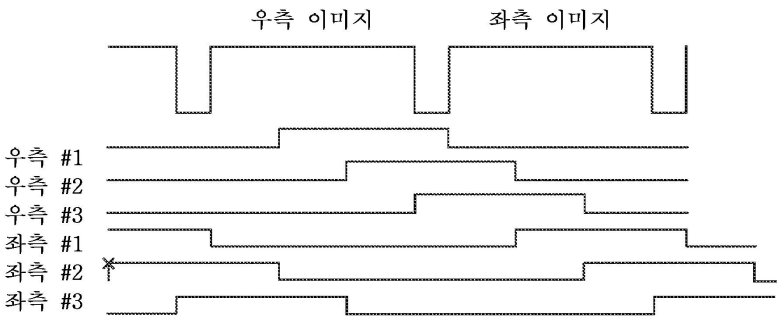 우측 이미지 좌측 이미지
우측 #1
우측 #2
우측 #3
좌측 #1
좌측 #2
좌측 #3